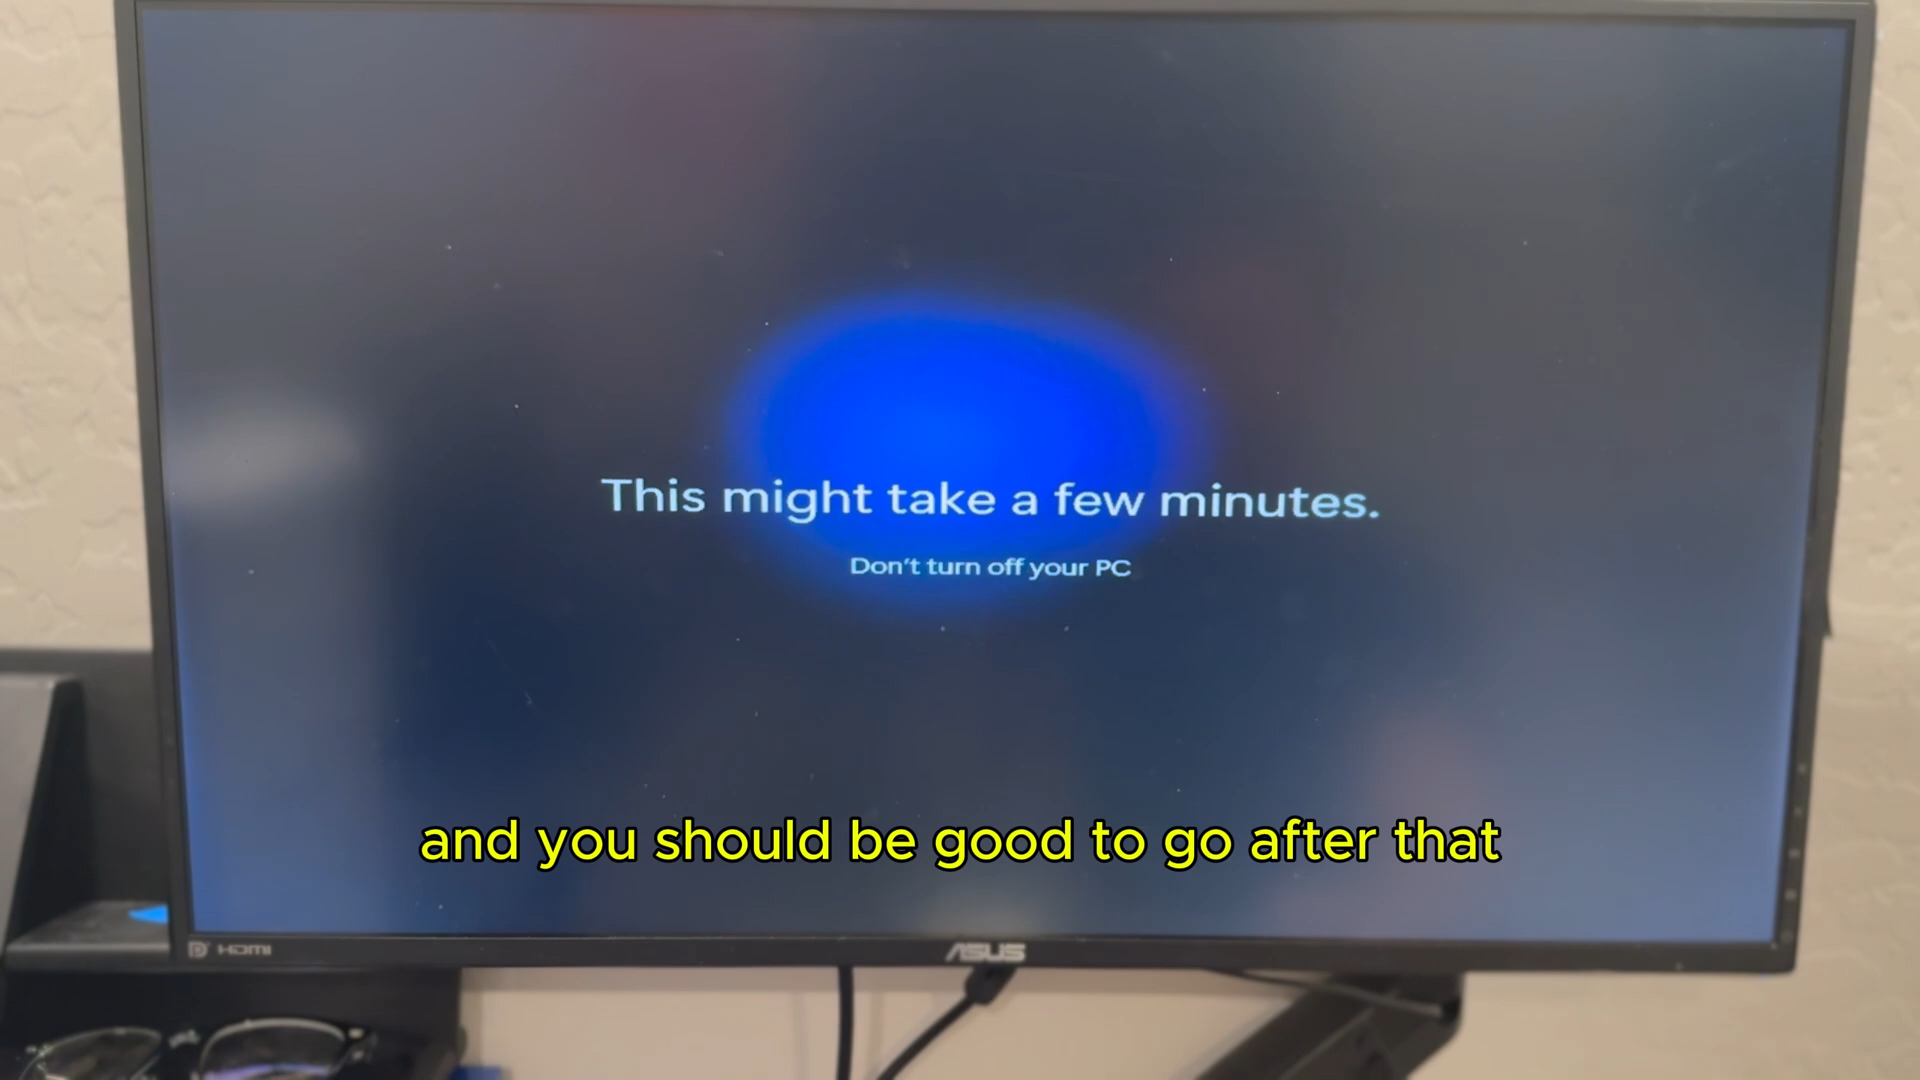 This might take a few minutes.
Don't turn off your PC
and you should be good to go after that
HDMI
ASUS